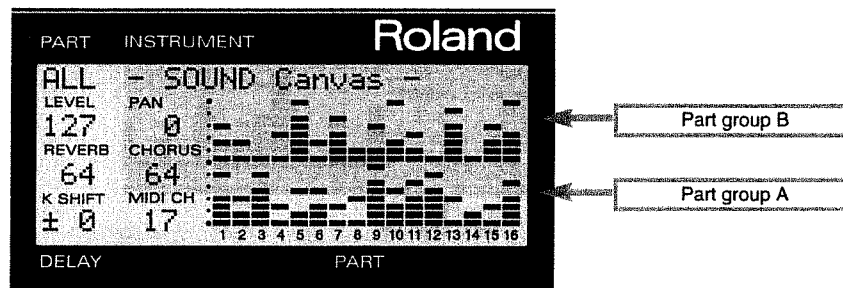 PART INSTRUMENT Roland
ALL - SOUND Canvas -
LEVEL PAN
127 0
REVERB CHORUS
64 64
K SHIFT MIDI CH
± 0 17
1 2 3 4 5 6 7 8 9 10 11 12 13 14 15 16
DELAY PART
Part group B
Part group A